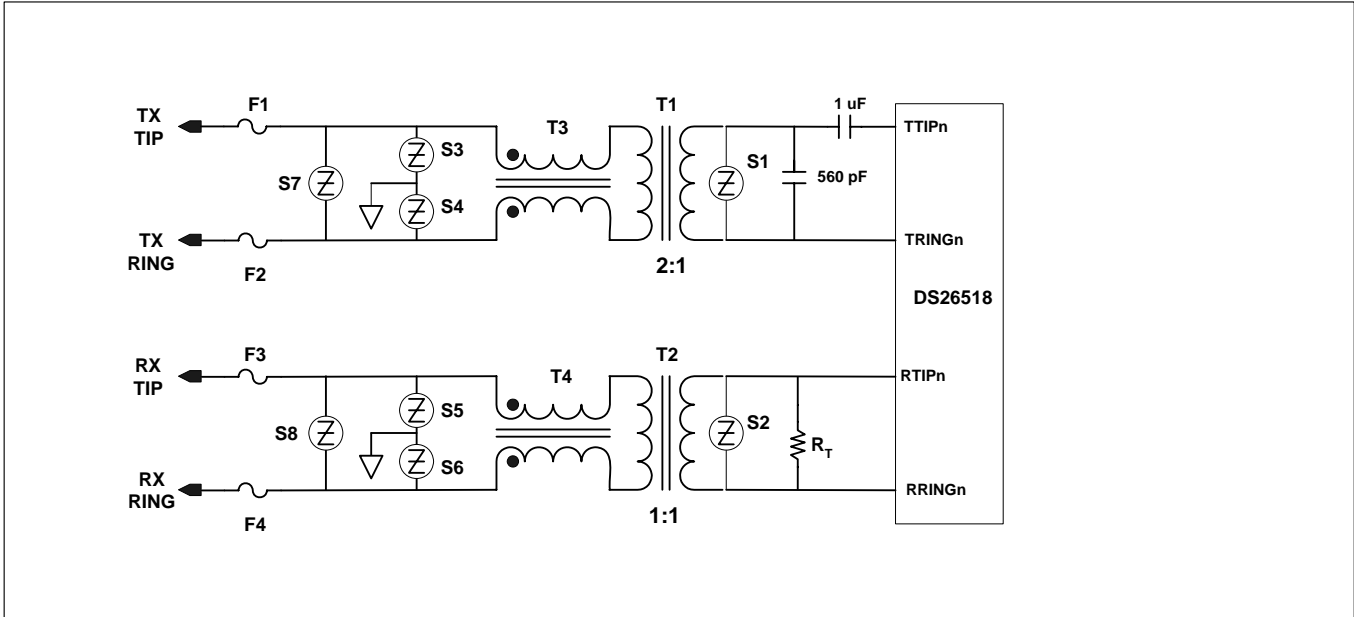 TX
TIP
F1
S7
S3
S4
T3
T1
S1
1 uF
560 pF
TTIPn
TX
RING
F2
2:1
TRINGn
DS26518
RX
TIP
F3
S8
S5
S6
T4
T2
S2
RT
RTIPn
RX
RING
F4
1:1
RRINGn